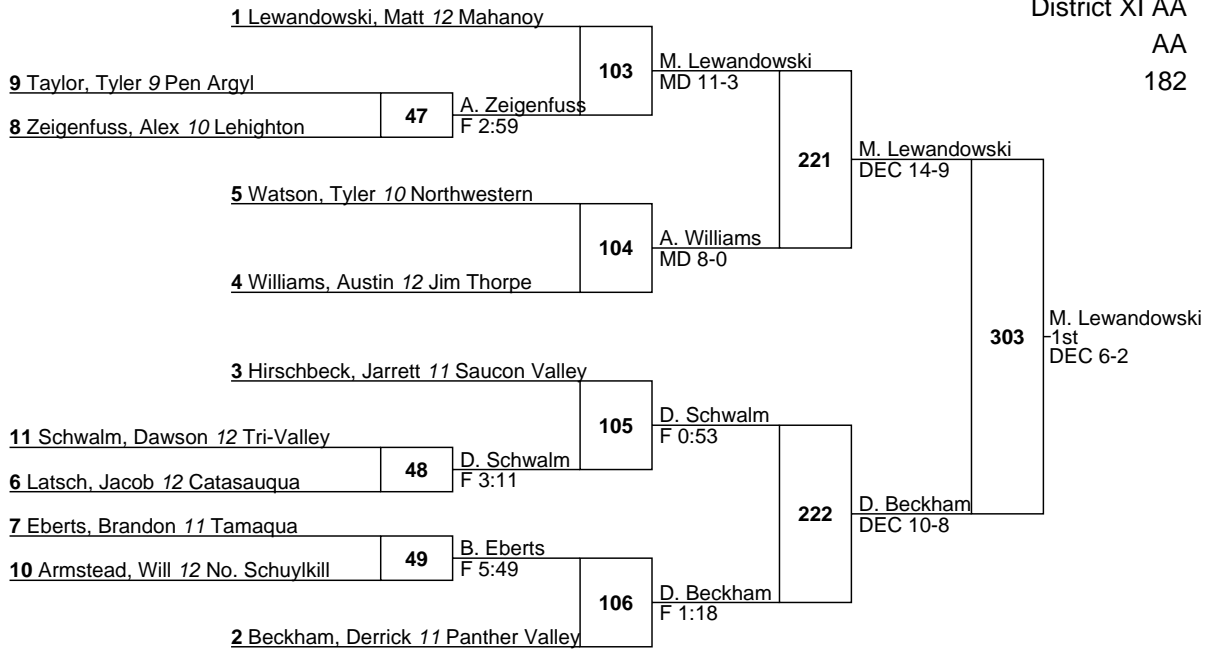 District XI AA
AA
182
1 Lewandowski, Matt 12 Mahanoy
103
M. Lewandowski
MD 11-3
9 Taylor, Tyler 9 Pen Argyl
47
A. Zeigenfuss
F 2:59
8 Zeigenfuss, Alex 10 Lehighton
221
M. Lewandowski
DEC 14-9
5 Watson, Tyler 10 Northwestern
104
A. Williams
MD 8-0
4 Williams, Austin 12 Jim Thorpe
303
M. Lewandowski
1st
DEC 6-2
3 Hirschbeck, Jarrett 11 Saucon Valley
105
D. Schwalm
F 0:53
11 Schwalm, Dawson 12 Tri-Valley
48
D. Schwalm
F 3:11
6 Latsch, Jacob 12 Catasauqua
222
D. Beckham
DEC 10-8
7 Eberts, Brandon 11 Tamaqua
49
B. Eberts
F 5:49
10 Armstead, Will 12 No. Schuylkill
106
D. Beckham
F 1:18
2 Beckham, Derrick 11 Panther Valley